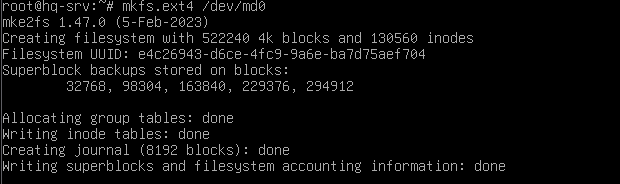 root@hq-srv:~# mkfs.ext4 /dev/md0
mke2fs 1.47.0 (5-Feb-2023)
Creating filesystem with 522240 4k blocks and 130560 inodes
Filesystem UUID: e4c26943-d6ce-4fc9-9a6e-ba7d75aef704
Superblock backups stored on blocks:
32768, 98304, 163840, 229376, 294912
Allocating group tables: done
Writing inode tables: done
Creating journal (8192 blocks): done
Writing superblocks and filesystem accounting information: done